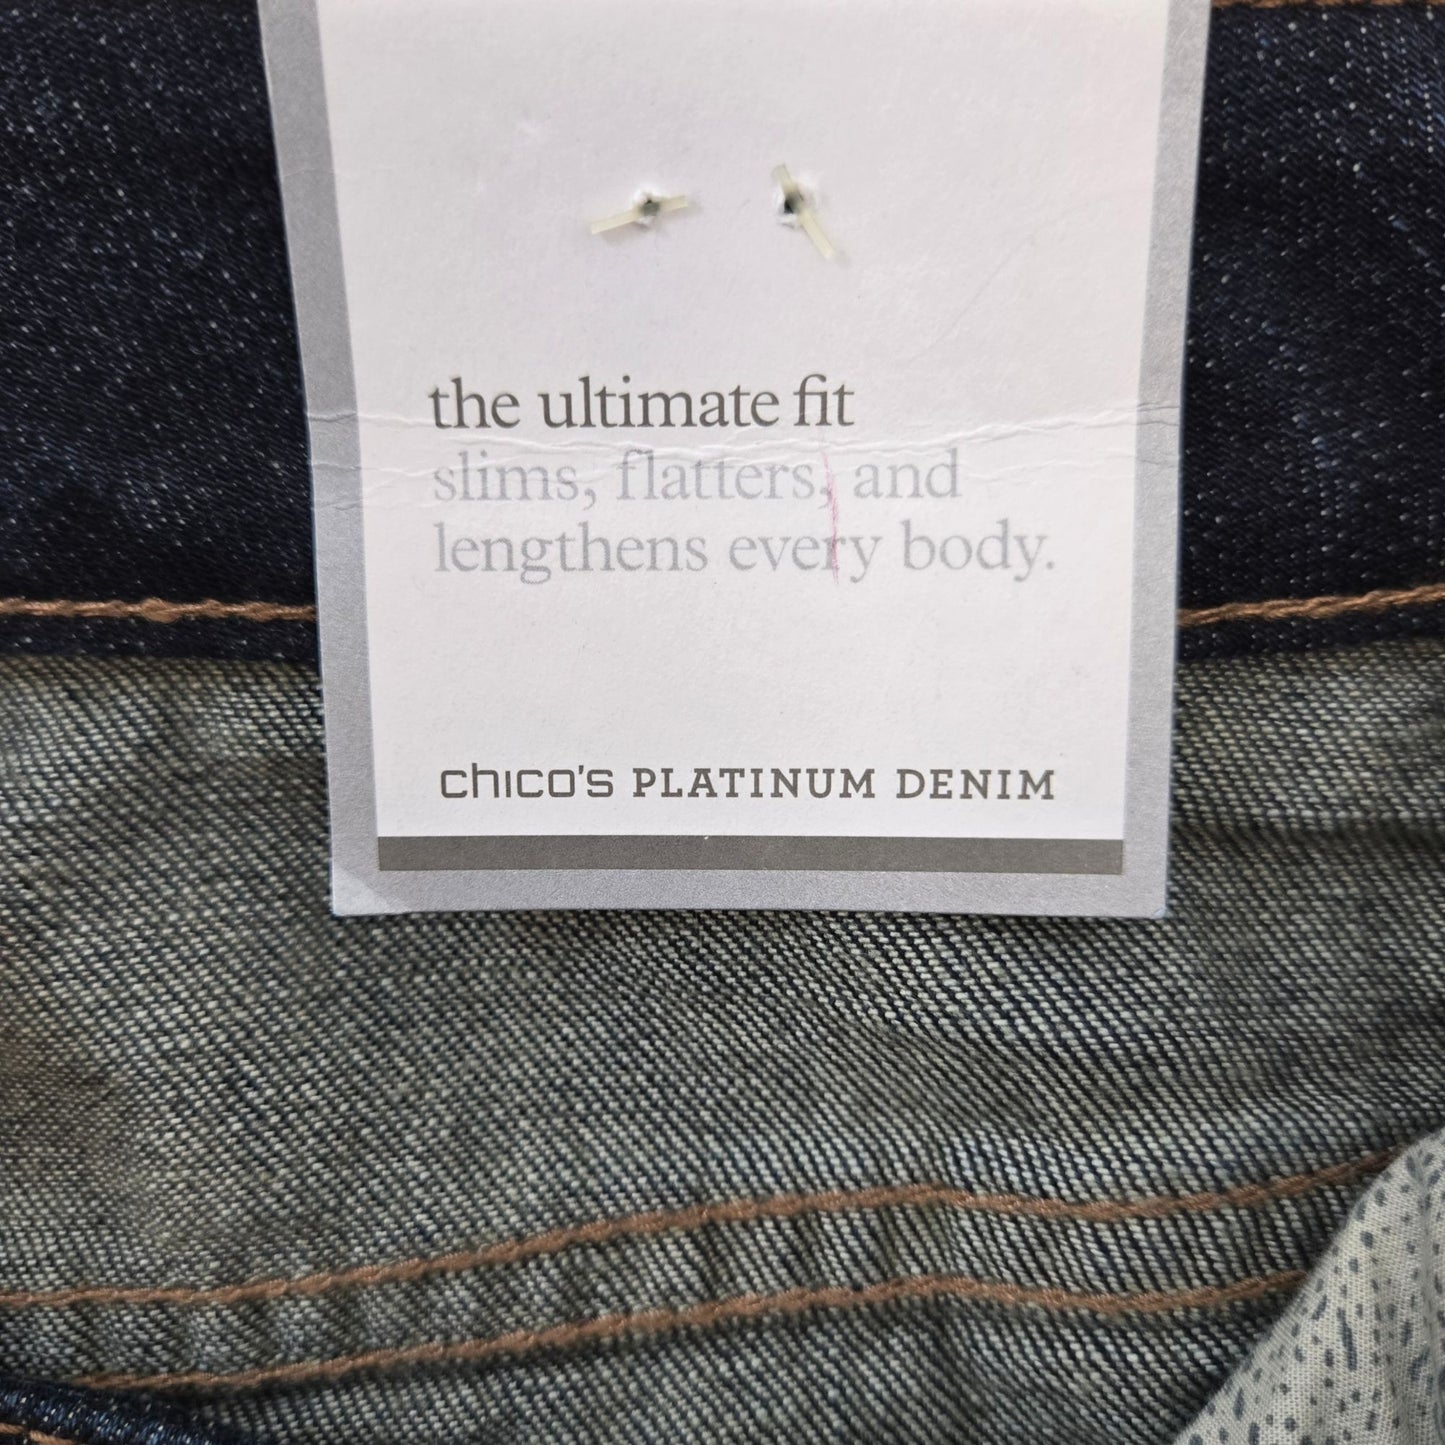 the ultimate fit
slims, flatters, and
lengthens every body.
chico's PLATINUM DENIM